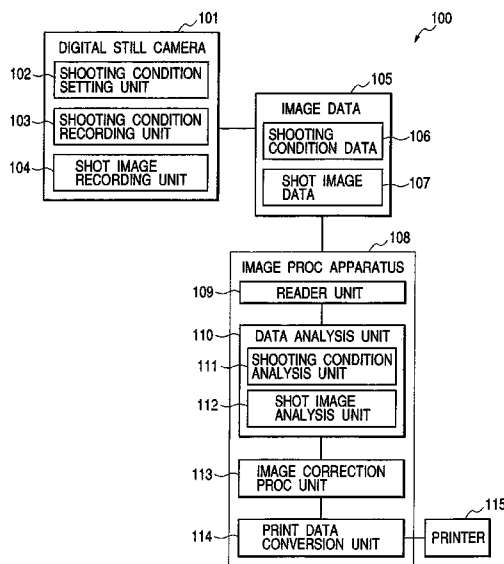 101
100
DIGITAL STILL CAMERA
102
SHOOTING CONDITION
SETTING UNIT
103
SHOOTING CONDITION
RECORDING UNIT
104
SHOT IMAGE
RECORDING UNIT
105
IMAGE DATA
SHOOTING
CONDITION DATA
106
SHOT IMAGE
DATA
107
108
IMAGE PROC APPARATUS
109
READER UNIT
110
DATA ANALYSIS UNIT
111
SHOOTING CONDITION
ANALYSIS UNIT
112
SHOT IMAGE
ANALYSIS UNIT
113
IMAGE CORRECTION
PROC UNIT
114
PRINT DATA
CONVERSION UNIT
115
PRINTER